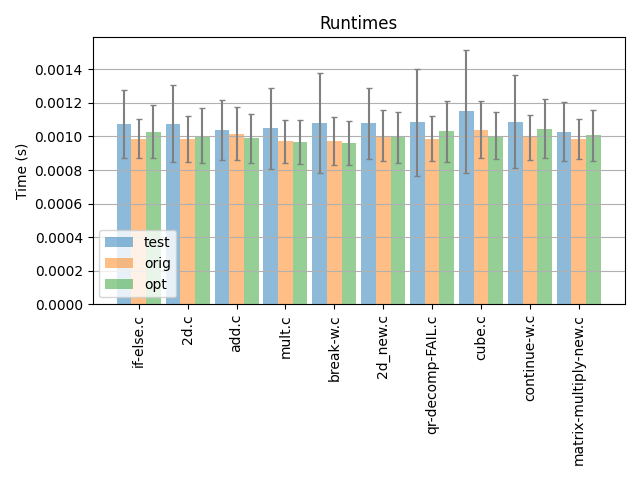 Runtimes
Time (s)
0.0014
0.0012
0.0010
0.0008
0.0006
0.0004
0.0002
0.0000
test
orig
opt
if-else.c
2d.c
add.c
mult.c
break-w.c
2d_new.c
qr-decomp-FAIL.c
cube.c
continue-w.c
matrix-multiply-new.c